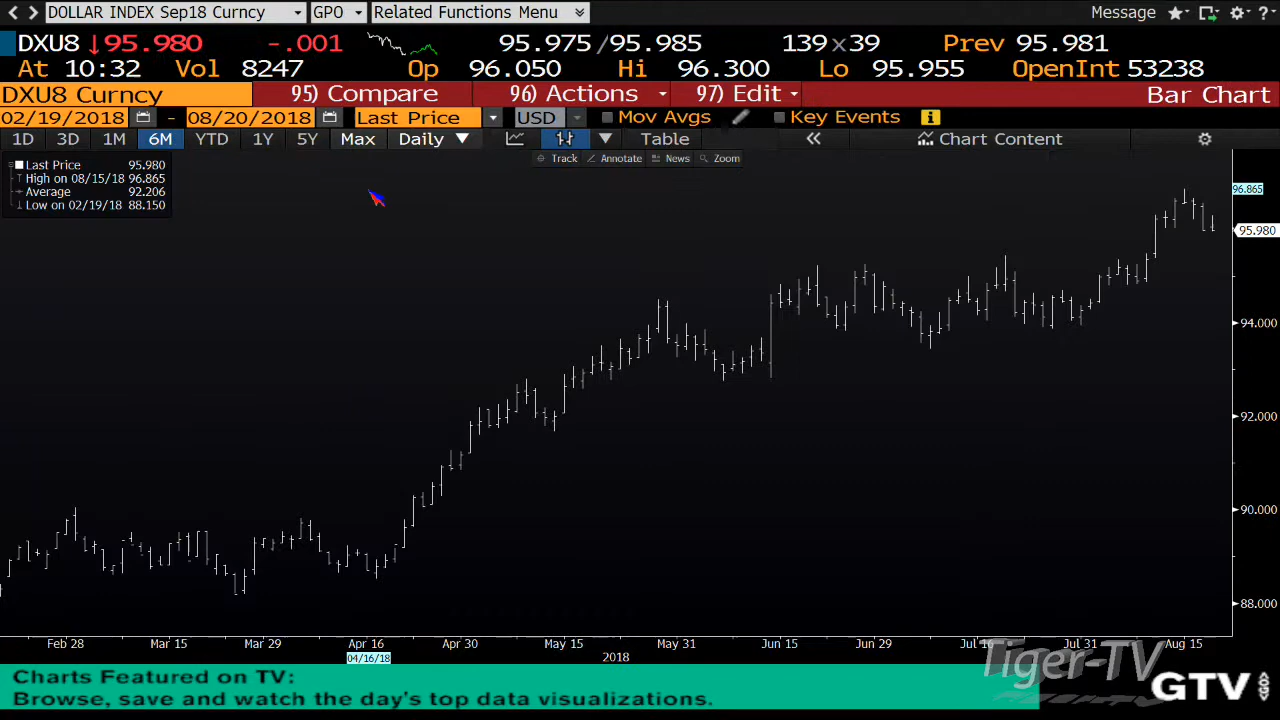 DOLLAR INDEX Sep18 Curncy GPO Related Functions Menu Message
DXU8 ↓95.980 -.001 95.975/95.985 139x39 Prev 95.981
At 10:32 Vol 8247 Op 96.050 Hi 96.300 Lo 95.955 OpenInt 53238
DXU8 Curncy 95) Compare 96) Actions 97) Edit Bar Chart
02/19/2018 - 08/20/2018 Last Price USD Mov Avgs Key Events
1D 3D 1M 6M YTD 1Y 5Y Max Daily Table Chart Content
Track Annotate News Zoom
Last Price 95.980
High on 08/15/18 96.865
Average 92.206
Low on 02/19/18 88.150
96.865
95.980
94.000
92.000
90.000
88.000
Feb 28 Mar 15 Mar 29 Apr 16 Apr 30 May 15 May 31 Jun 15 Jun 29 Jul 16 Jul 31 Aug 15
04/16/18 2018
Charts Featured on TV:
Browse, save and watch the day's top data visualizations.
Tiger-TV
GTV